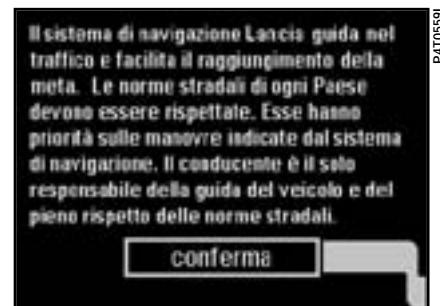 Il sistema di navigazione Lancia guida nel
traffico e facilita il raggiungimento della
meta. Le norme stradali di ogni Paese
devono essere rispettate. Esse hanno
priorità sulle manovre indicate dal sistema
di navigazione. Il conducente è il solo
responsabile della guida del veicolo e del
pieno rispetto delle norme stradali.
conferma
P4T0559I